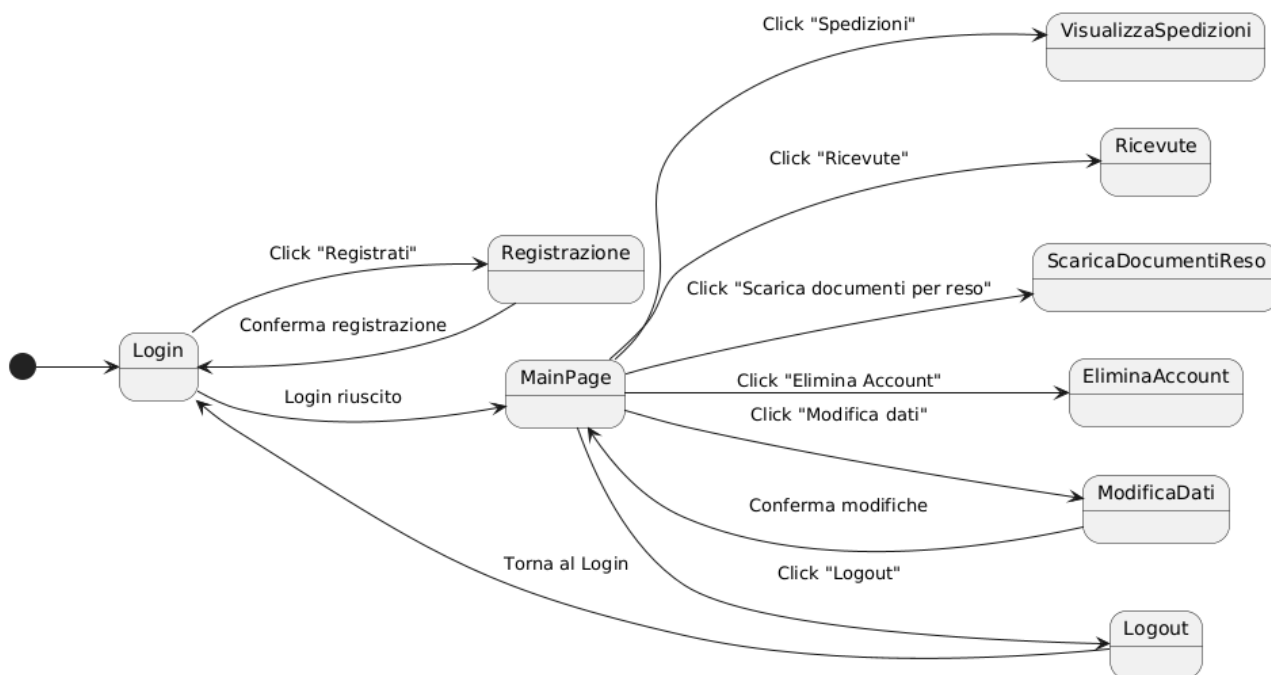 Click "Spedizioni"
VisualizzaSpedizioni
Click "Ricevute"
Ricevute
Click "Registrati"
Registrazione
ScaricaDocumentiReso
Click "Scarica documenti per reso"
Conferma registrazione
Login
MainPage
Click "Elimina Account"
EliminaAccount
Login riuscito
Click "Modifica dati"
ModificaDati
Conferma modifiche
Torna al Login
Click "Logout"
Logout